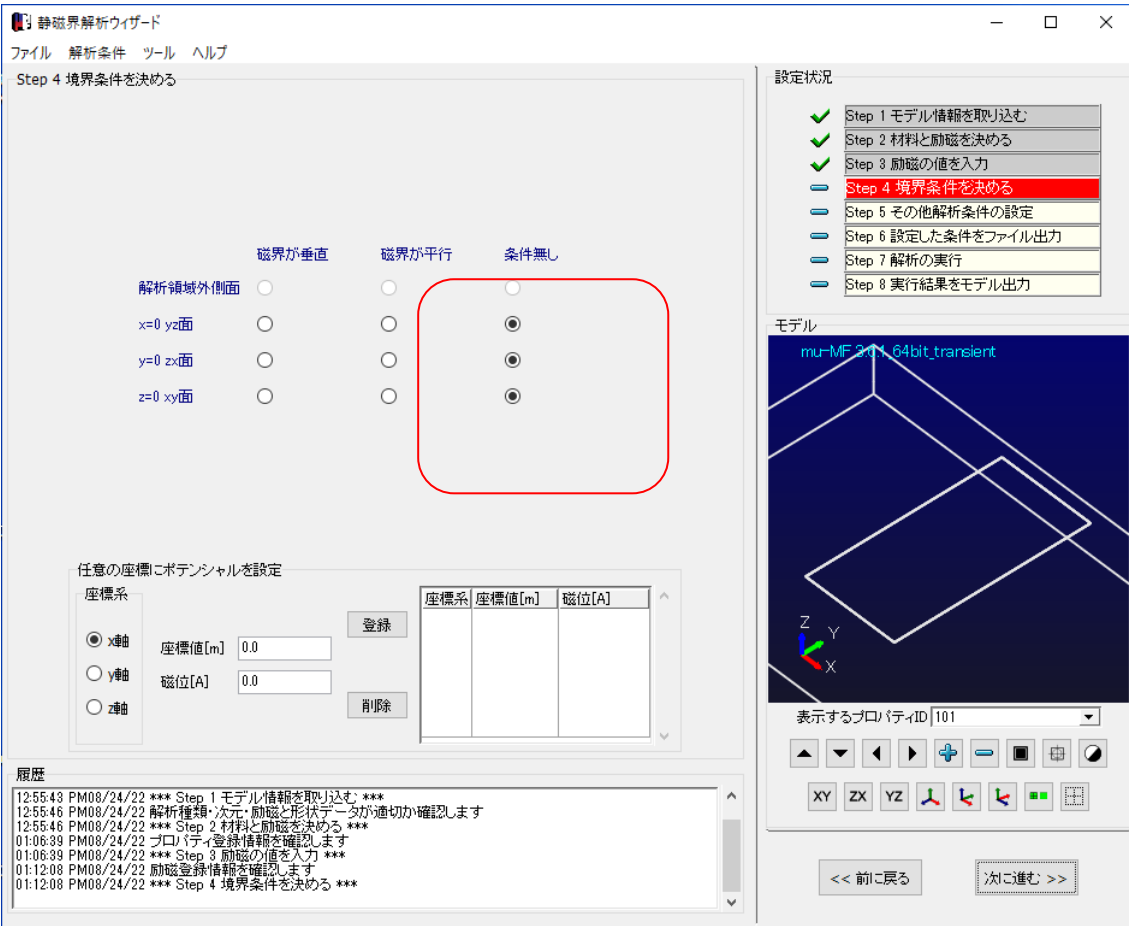 静磁界解析ウィザード
ファイル 解析条件 ツール ヘルプ
Step 4 境界条件を決める
磁界が垂直 磁界が平行 条件無し
解析領域外側面
x=0 yz面
y=0 zx面
z=0 xy面
任意の座標にポテンシャルを設定
座標系
x軸
y軸
z軸
座標値[m] 0.0
磁位[A] 0.0
登録
削除
座標系 座標値[m] 磁位[A]
履歴
12:55:43 PM08/24/22 *** Step 1 モデル情報を取り込む ***
12:55:46 PM08/24/22 解析種類・次元・励磁と形状データが適切か確認します
12:55:46 PM08/24/22 *** Step 2 材料と励磁を決める ***
01:06:39 PM08/24/22 プロパティ登録情報を確認します
01:06:39 PM08/24/22 *** Step 3 励磁の値を入力 ***
01:12:08 PM08/24/22 励磁登録情報を確認します
01:12:08 PM08/24/22 *** Step 4 境界条件を決める ***
設定状況
Step 1 モデル情報を取り込む
Step 2 材料と励磁を決める
Step 3 励磁の値を入力
Step 4 境界条件を決める
Step 5 その他解析条件の設定
Step 6 設定した条件をファイル出力
Step 7 解析の実行
Step 8 実行結果をモデル出力
モデル
mu-MF 3.0.1_64bit_transient
Z
Y
X
表示するプロパティID 101
XY ZX YZ
<< 前に戻る 次に進む >>